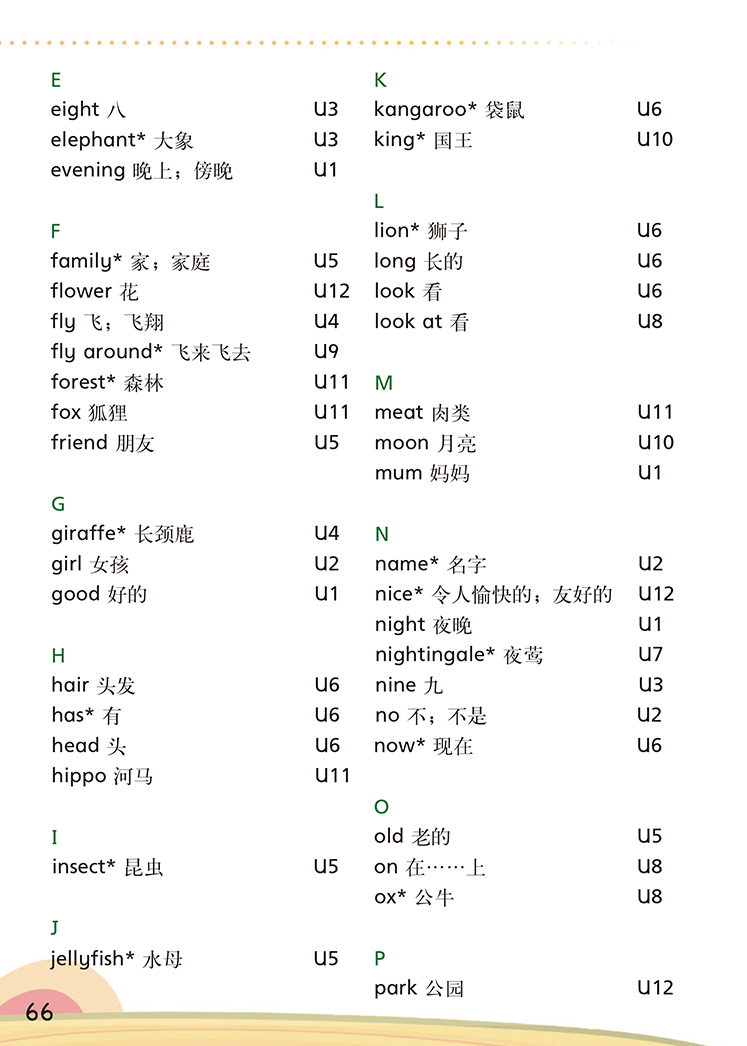 E
eight 八 U3
elephant* 大象 U3
evening 晚上；傍晚 U1
F
family* 家；家庭 U5
flower 花 U12
fly 飞；飞翔 U4
fly around* 飞来飞去 U9
forest* 森林 U11
fox 狐狸 U11
friend 朋友 U5
G
giraffe* 长颈鹿 U4
girl 女孩 U2
good 好的 U1
H
hair 头发 U6
has* 有 U6
head 头 U6
hippo 河马 U11
I
insect* 昆虫 U5
J
jellyfish* 水母 U5
K
kangaroo* 袋鼠 U6
king* 国王 U10
L
lion* 狮子 U6
long 长的 U6
look 看 U6
look at 看 U8
M
meat 肉类 U11
moon 月亮 U10
mum 妈妈 U1
N
name* 名字 U2
nice* 令人愉快的；友好的 U12
night 夜晚 U1
nightingale* 夜莺 U7
nine 九 U3
no 不；不是 U2
now* 现在 U6
O
old 老的 U5
on 在……上 U8
ox* 公牛 U8
P
park 公园 U12
66